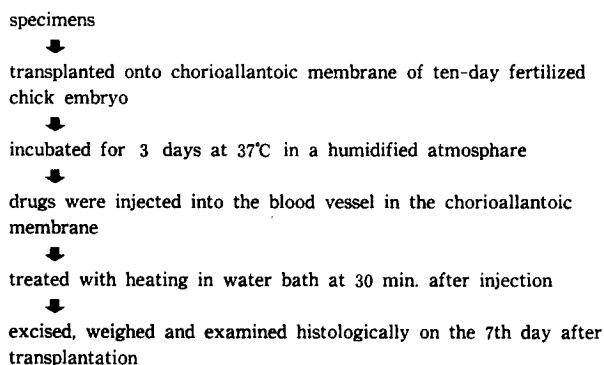 specimens
transplanted onto chorioallantoic membrane of ten-day fertilized
chick embryo
incubated for 3 days at 37℃ in a humidified atmosphare
drugs were injected into the blood vessel in the chorioallantoic
membrane
treated with heating in water bath at 30 min. after injection
excised, weighed and examined histologically on the 7th day after
transplantation